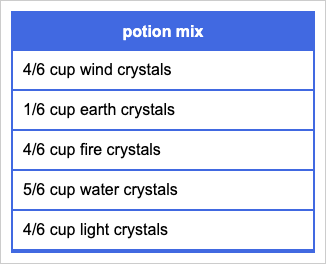 potion mix
4/6 cup wind crystals
1/6 cup earth crystals
4/6 cup fire crystals
5/6 cup water crystals
4/6 cup light crystals